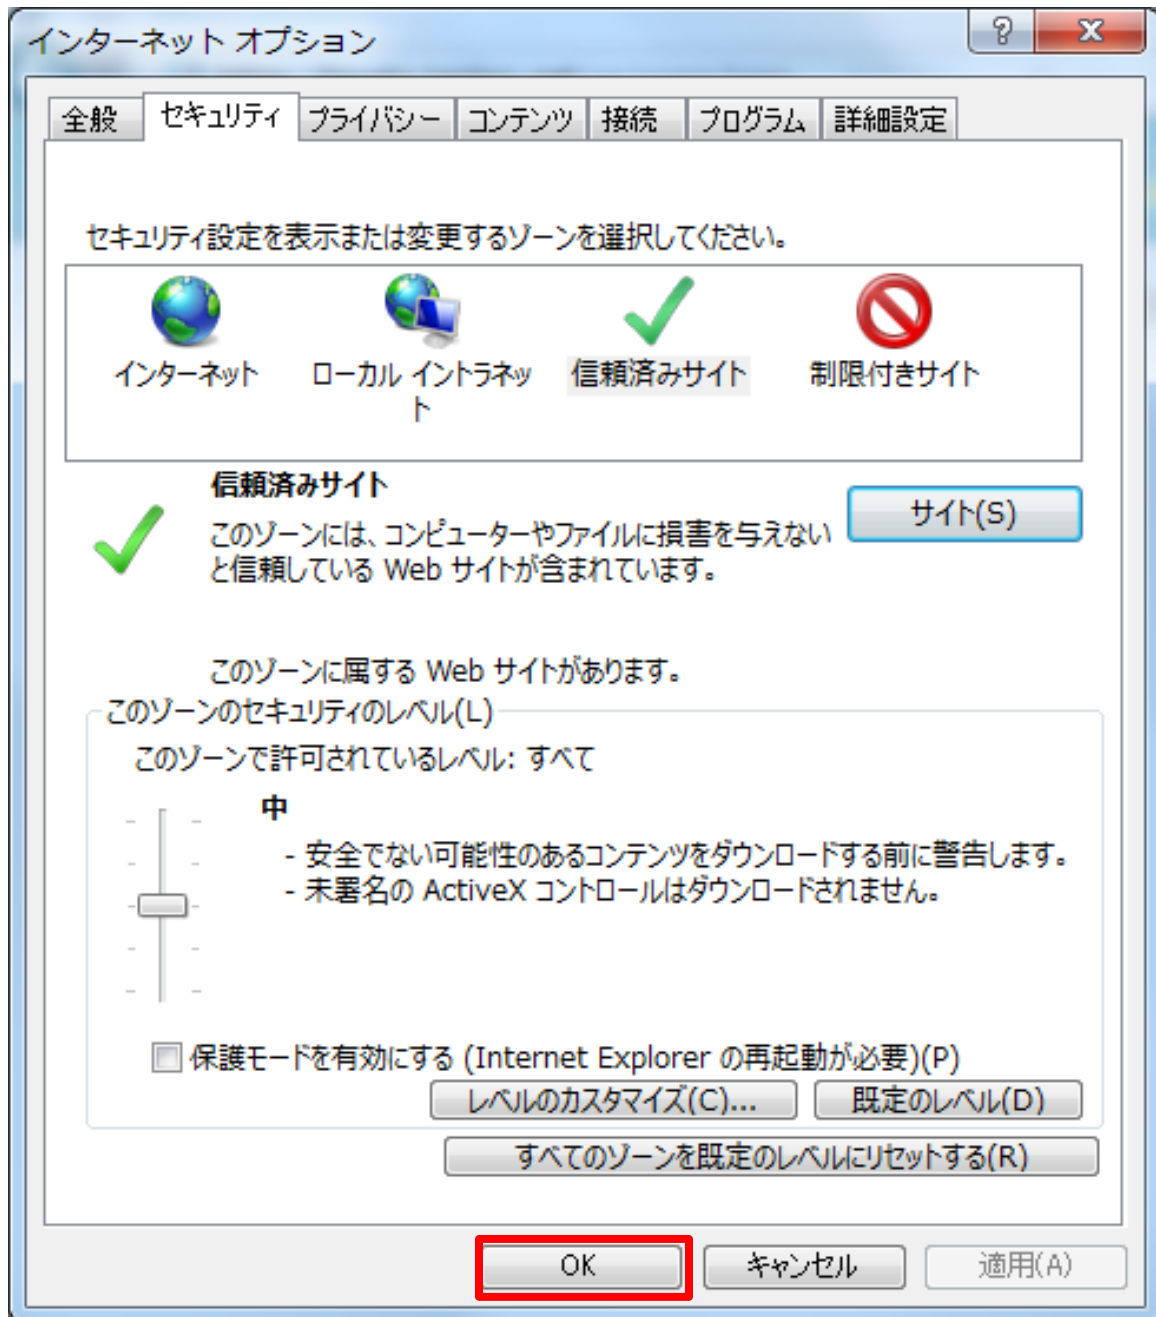 インターネット オプション
?
X
全般
セキュリティ
プライバシー
コンテンツ
接続
プログラム
詳細設定
セキュリティ設定を表示または変更するゾーンを選択してください。
インターネット
ローカル イントラネッ
ト
信頼済みサイト
制限付きサイト
信頼済みサイト
サイト(S)
このゾーンには、コンピューターやファイルに損害を与えない
と信頼している Web サイトが含まれています。
このゾーンに属する Web サイトがあります。
このゾーンのセキュリティのレベル(L)
このゾーンで許可されているレベル: すべて
中
- 安全でない可能性のあるコンテンツをダウンロードする前に警告します。
- 未署名の ActiveX コントロールはダウンロードされません。
保護モードを有効にする (Internet Explorer の再起動が必要)(P)
レベルのカスタマイズ(C)...
既定のレベル(D)
すべてのゾーンを既定のレベルにリセットする(R)
OK
キャンセル
適用(A)